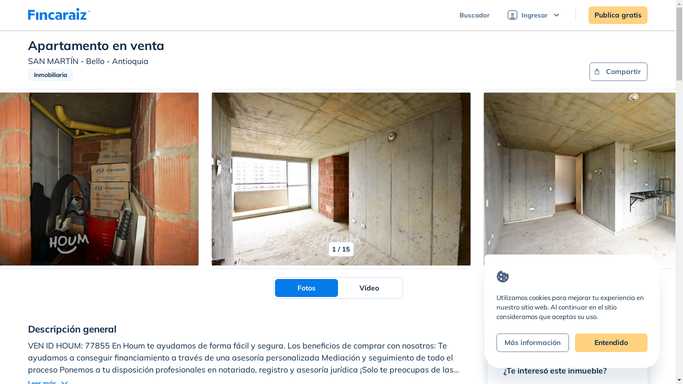 Fincaraiz
Buscador
Ingresar
Publica gratis
Apartamento en venta
SAN MARTÍN - Bello - Antioquia
Inmobiliaria
Compartir
HOUM
1 / 15
Fotos
Video
Utilizamos cookies para mejorar tu experiencia en
nuestro sitio web. Al continuar en el sitio
consideramos que aceptas su uso.
Más información
Entendido
Descripción general
VEN ID HOUM: 77855 En Houm te ayudamos de forma fácil y segura. Los beneficios de comprar con nosotros: Te
ayudamos a conseguir financiamiento a través de una asesoría personalizada Mediación y seguimiento de todo el
proceso Ponemos a tu disposición profesionales en notariado, registro y asesoría jurídica ¡Solo te preocupas de las...
Leer más
¿Te interesó este inmueble?